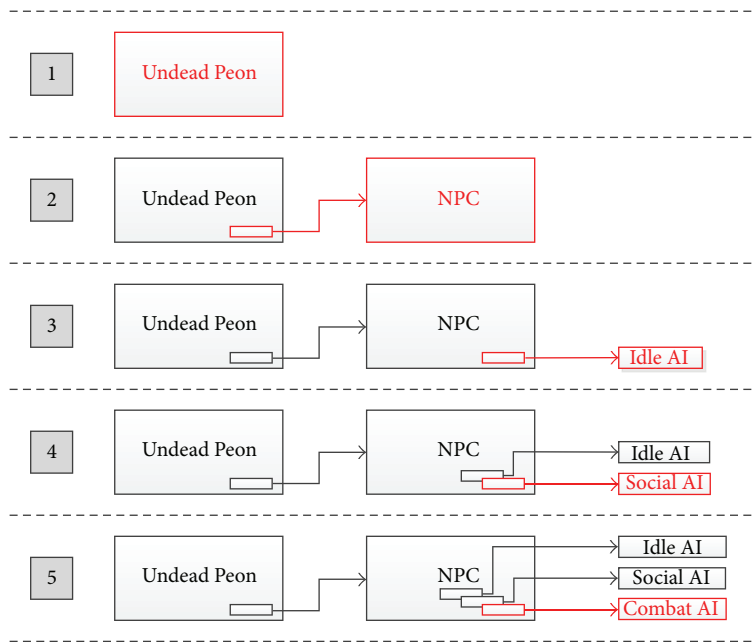 1
Undead Peon
2
Undead Peon
NPC
3
Undead Peon
NPC
Idle AI
4
Undead Peon
NPC
Idle AI
Social AI
5
Undead Peon
NPC
Idle AI
Social AI
Combat AI